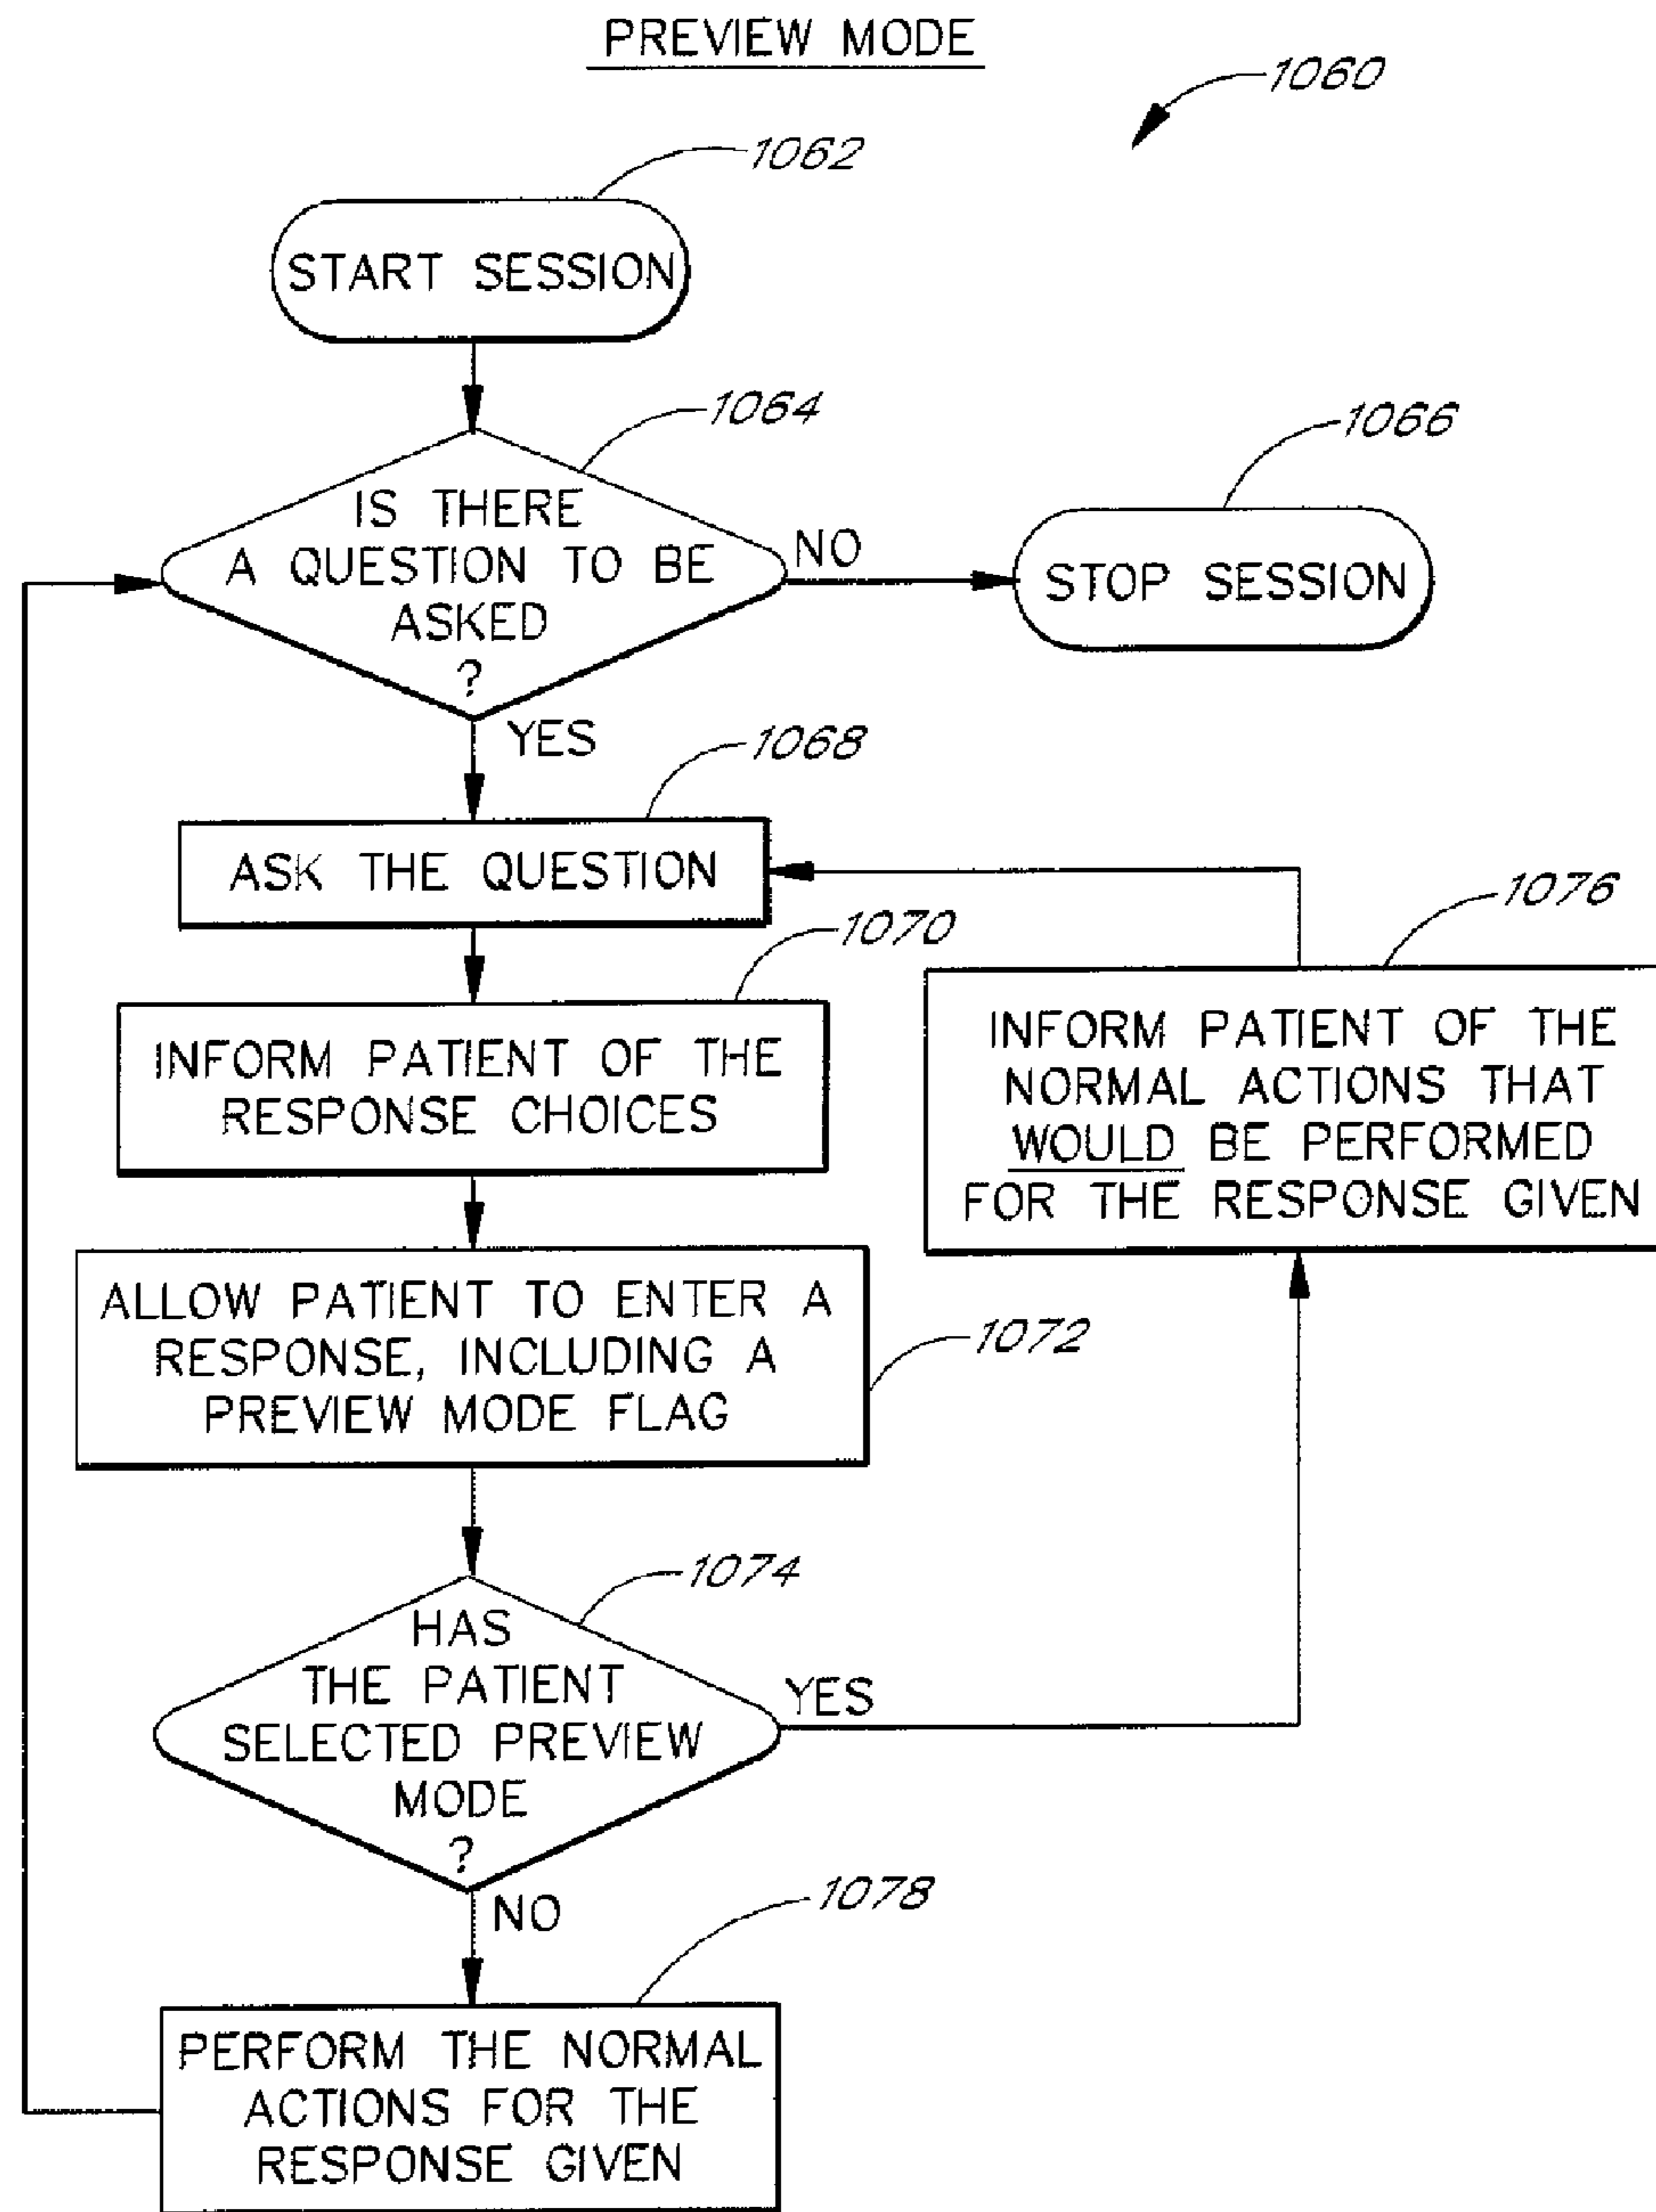 PREVIEW MODE
1060
1062
START SESSION
1064
1066
IS THERE
A QUESTION TO BE
ASKED
?
NO
STOP SESSION
YES
1068
ASK THE QUESTION
1070
1076
INFORM PATIENT OF THE
RESPONSE CHOICES
INFORM PATIENT OF THE
NORMAL ACTIONS THAT
WOULD BE PERFORMED
FOR THE RESPONSE GIVEN
ALLOW PATIENT TO ENTER A
RESPONSE, INCLUDING A
PREVIEW MODE FLAG
1072
1074
HAS
THE PATIENT
SELECTED PREVIEW
MODE
?
YES
NO
1078
PERFORM THE NORMAL
ACTIONS FOR THE
RESPONSE GIVEN